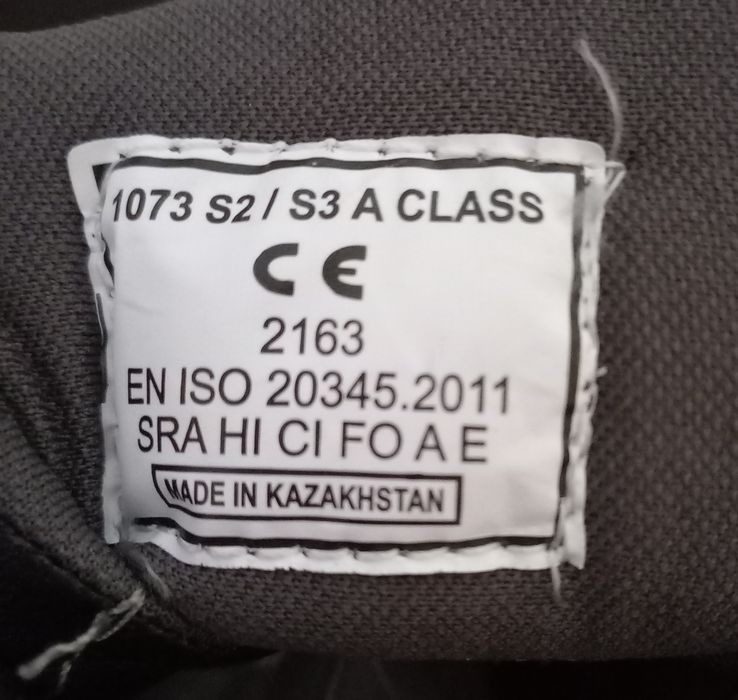 1073 S2 / S3 A CLASS
CE
2163
EN ISO 20345.2011
SRA HI CI FO A E
MADE IN KAZAKHSTAN